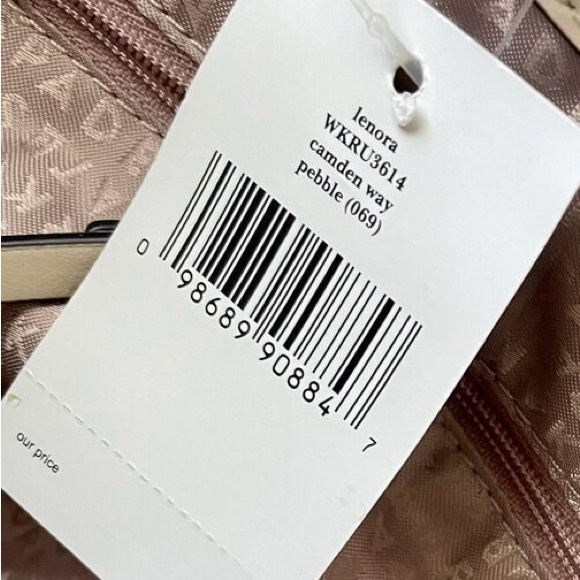 lenora
WKRU3614
camden way
pebble (069)
0 98689 90884 7
our price